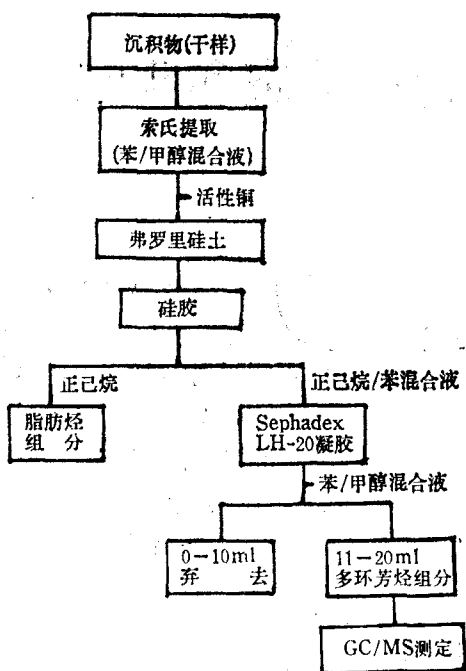 沉积物(干样)
索氏提取
(苯/甲醇混合液)
活性铜
弗罗里硅土
硅胶
正己烷
正己烷/苯混合液
脂肪烃
组 分
Sephadex
LH-20凝胶
苯/甲醇混合液
0-10ml
弃 去
11-20ml
多环芳烃组分
GC/MS测定